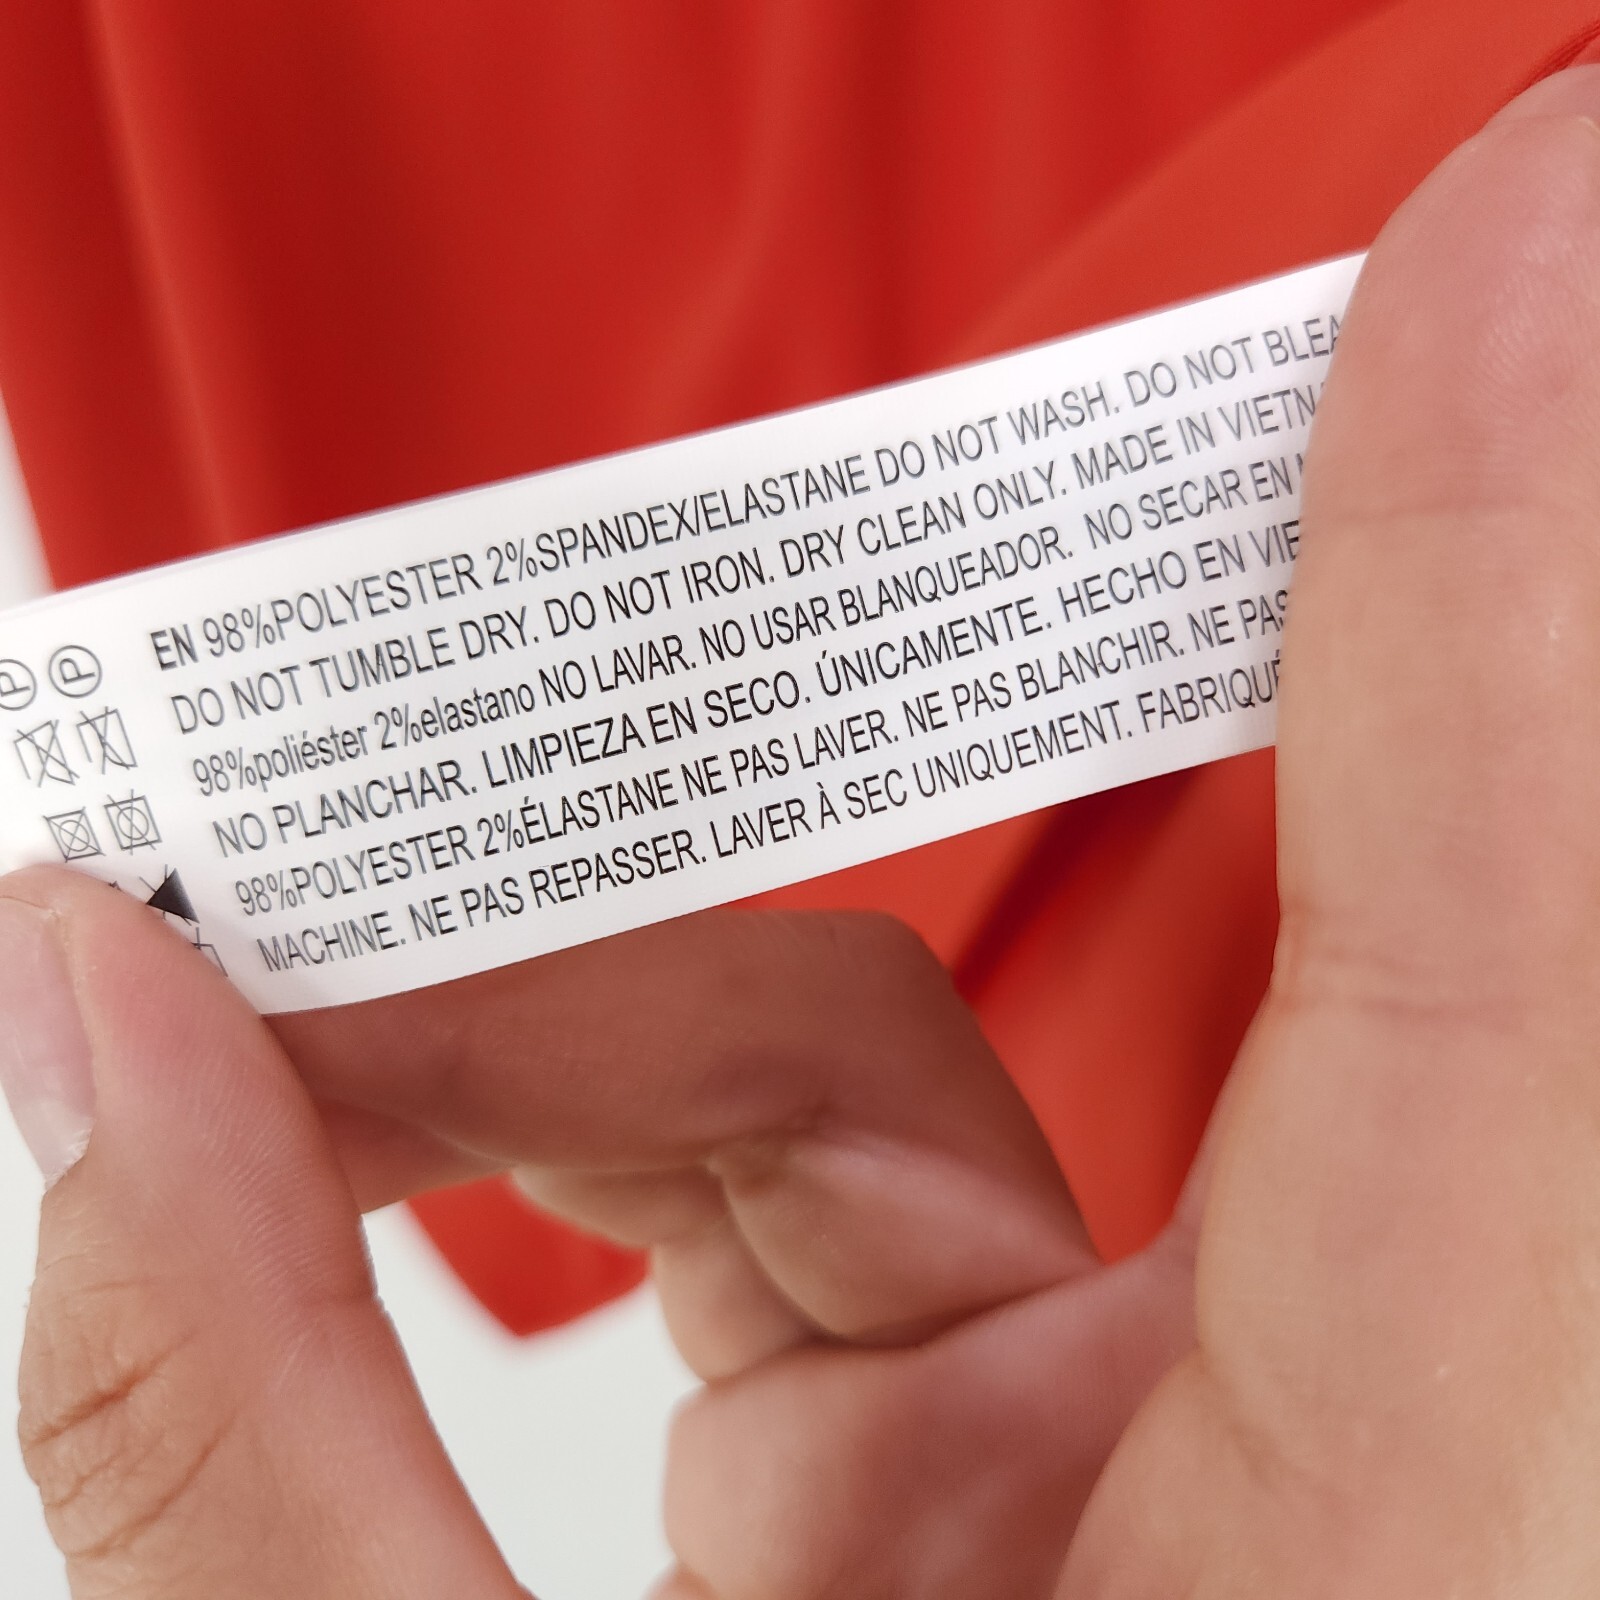 EN 98%POLYESTER 2%SPANDEX/ELASTANE DO NOT WASH. DO NOT
DO NOT TUMBLE DRY. DO NOT IRON. DRY CLEAN ONLY. MADE IN
98%poliéster 2%elastano NO LAVAR. NO USAR BLANQUEADOR. NO SECAR EN
NO PLANCHAR. LIMPIEZA EN SECO. ÚNICAMENTE. HECHO EN
98%POLYESTER 2%ÉLASTANE NE PAS LAVER. NE PAS BLANCHIR. NE PAS
MACHINE. NE PAS REPASSER. LAVER À SEC UNIQUEMENT.
P P